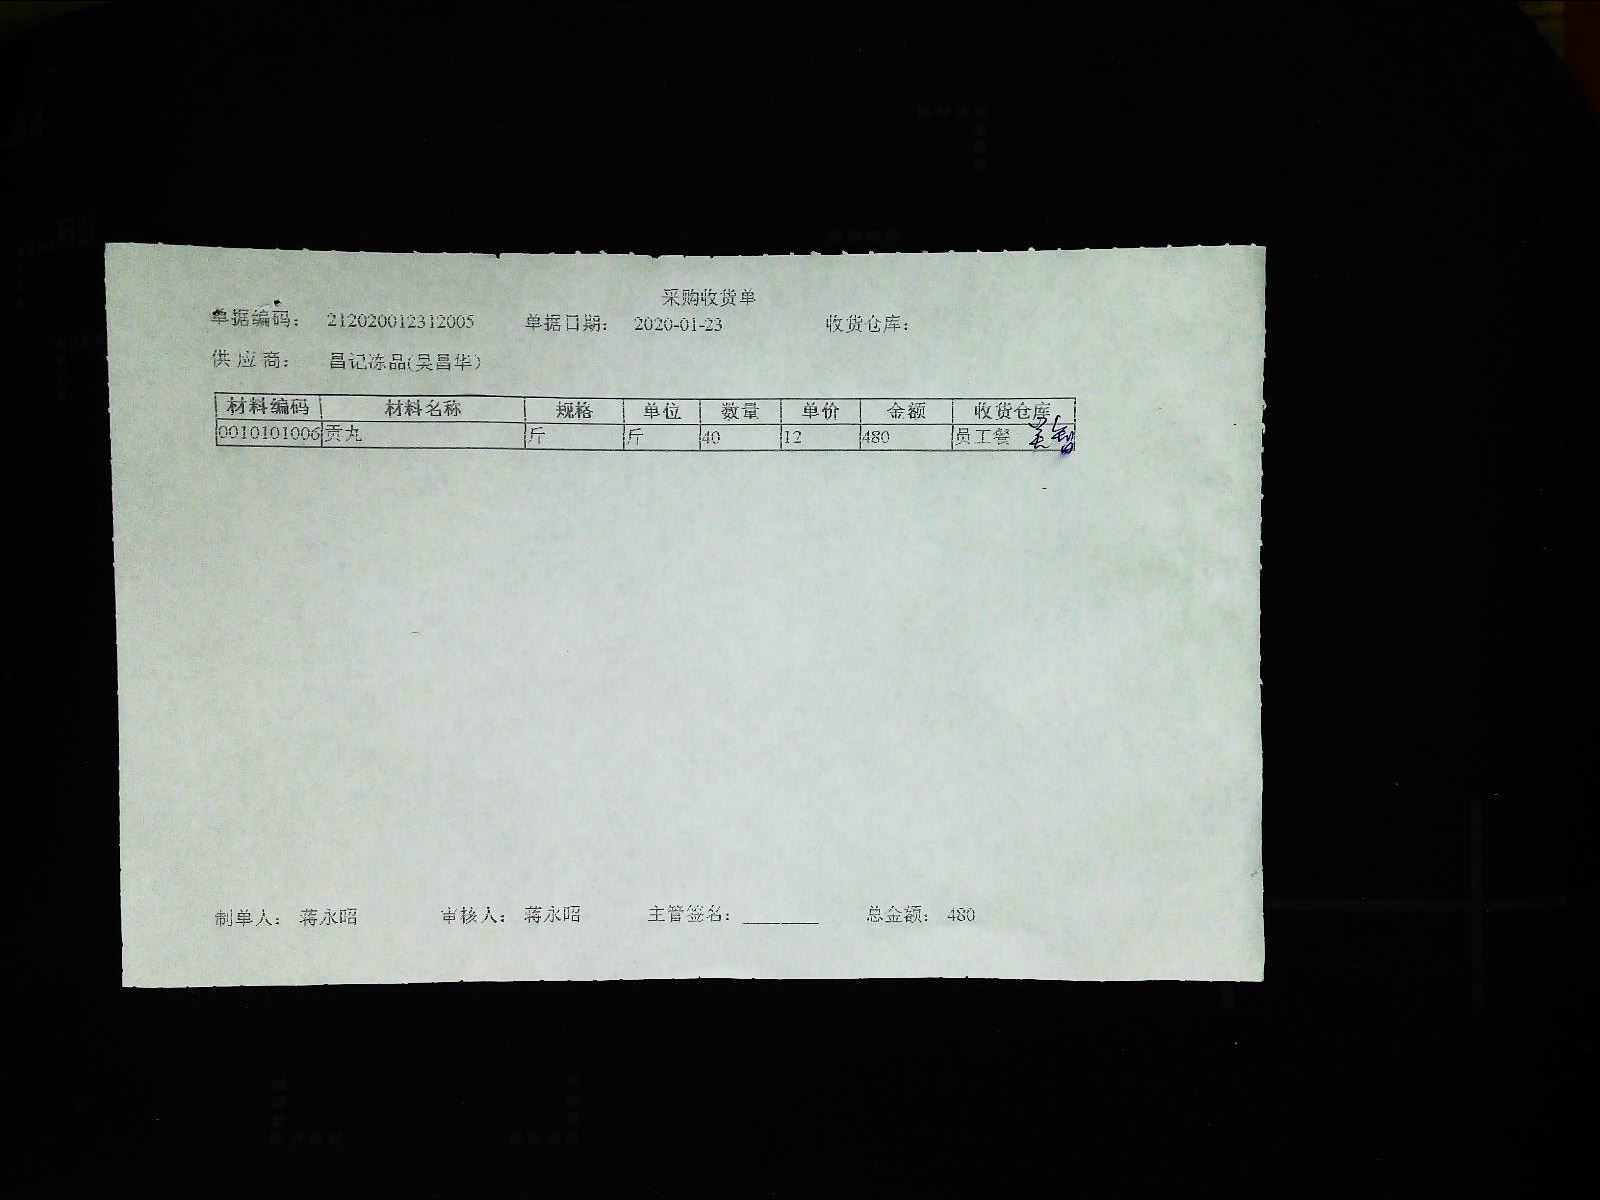 采购收货单
单据编码： 212020012312005 单据日期： 2020-01-23 收货仓库：
供应商： 昌记冻品(吴昌华)
材料编码 材料名称 规格 单位 数量 单价 金额 收货仓库
0010101006 贡丸 斤 斤 40 12 480 员工餐
制单人： 蒋永昭 审核人： 蒋永昭 主管签名：________ 总金额： 480